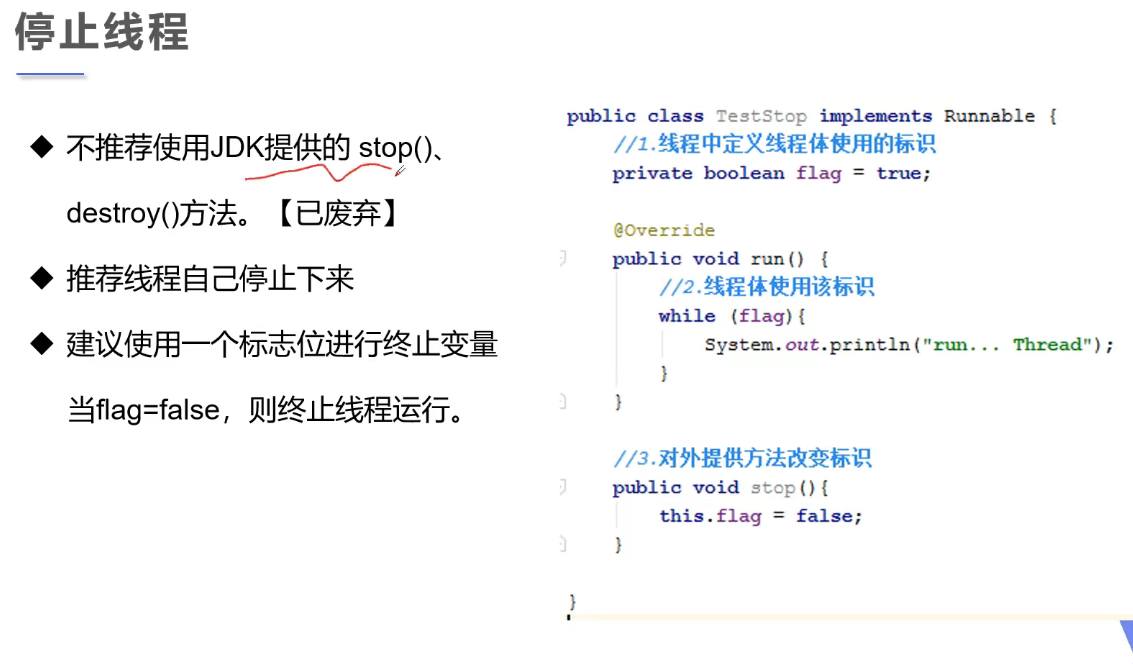 停止线程
◆ 不推荐使用JDK提供的 stop()、
destroy()方法。【已废弃】
◆ 推荐线程自己停止下来
◆ 建议使用一个标志位进行终止变量
当flag=false，则终止线程运行。
public class TestStop implements Runnable {
//1.线程中定义线程体使用的标识
private boolean flag = true;
@Override
public void run() {
//2.线程体使用该标识
while (flag){
System.out.println("run... Thread");
}
}
//3.对外提供方法改变标识
public void stop(){
this.flag = false;
}
}